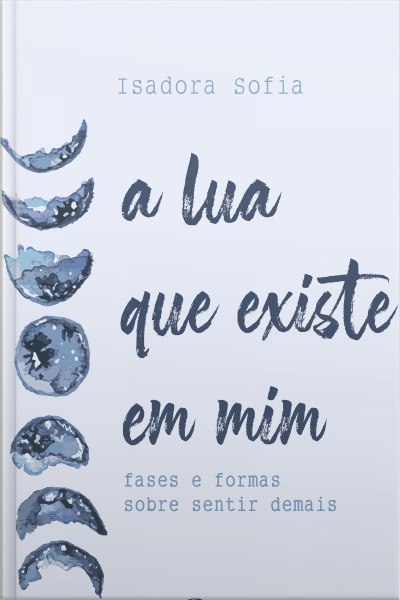 Isadora Sofia
a lua
que existe
em mim
fases e formas
sobre sentir demais